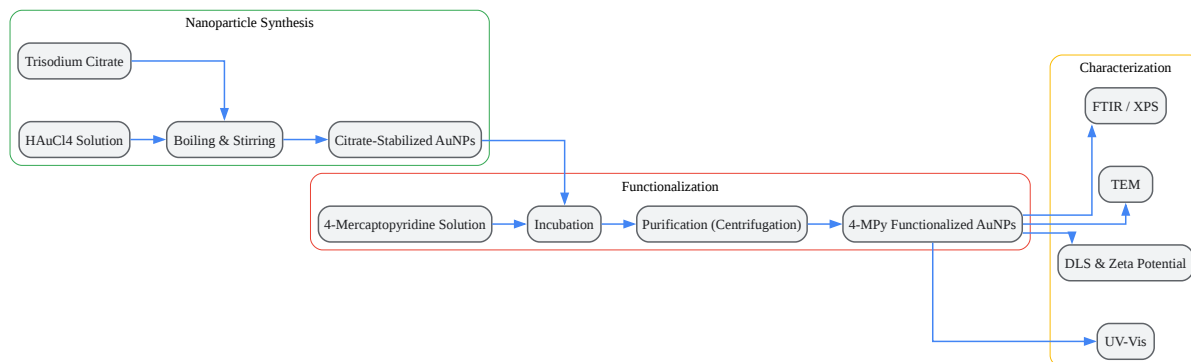 Nanoparticle Synthesis
Trisodium Citrate
HAuCl4 Solution
Boiling & Stirring
Citrate-Stabilized AuNPs
Functionalization
4-Mercaptopyridine Solution
Incubation
Purification (Centrifugation)
4-MPy Functionalized AuNPs
Characterization
FTIR / XPS
TEM
DLS & Zeta Potential
UV-Vis